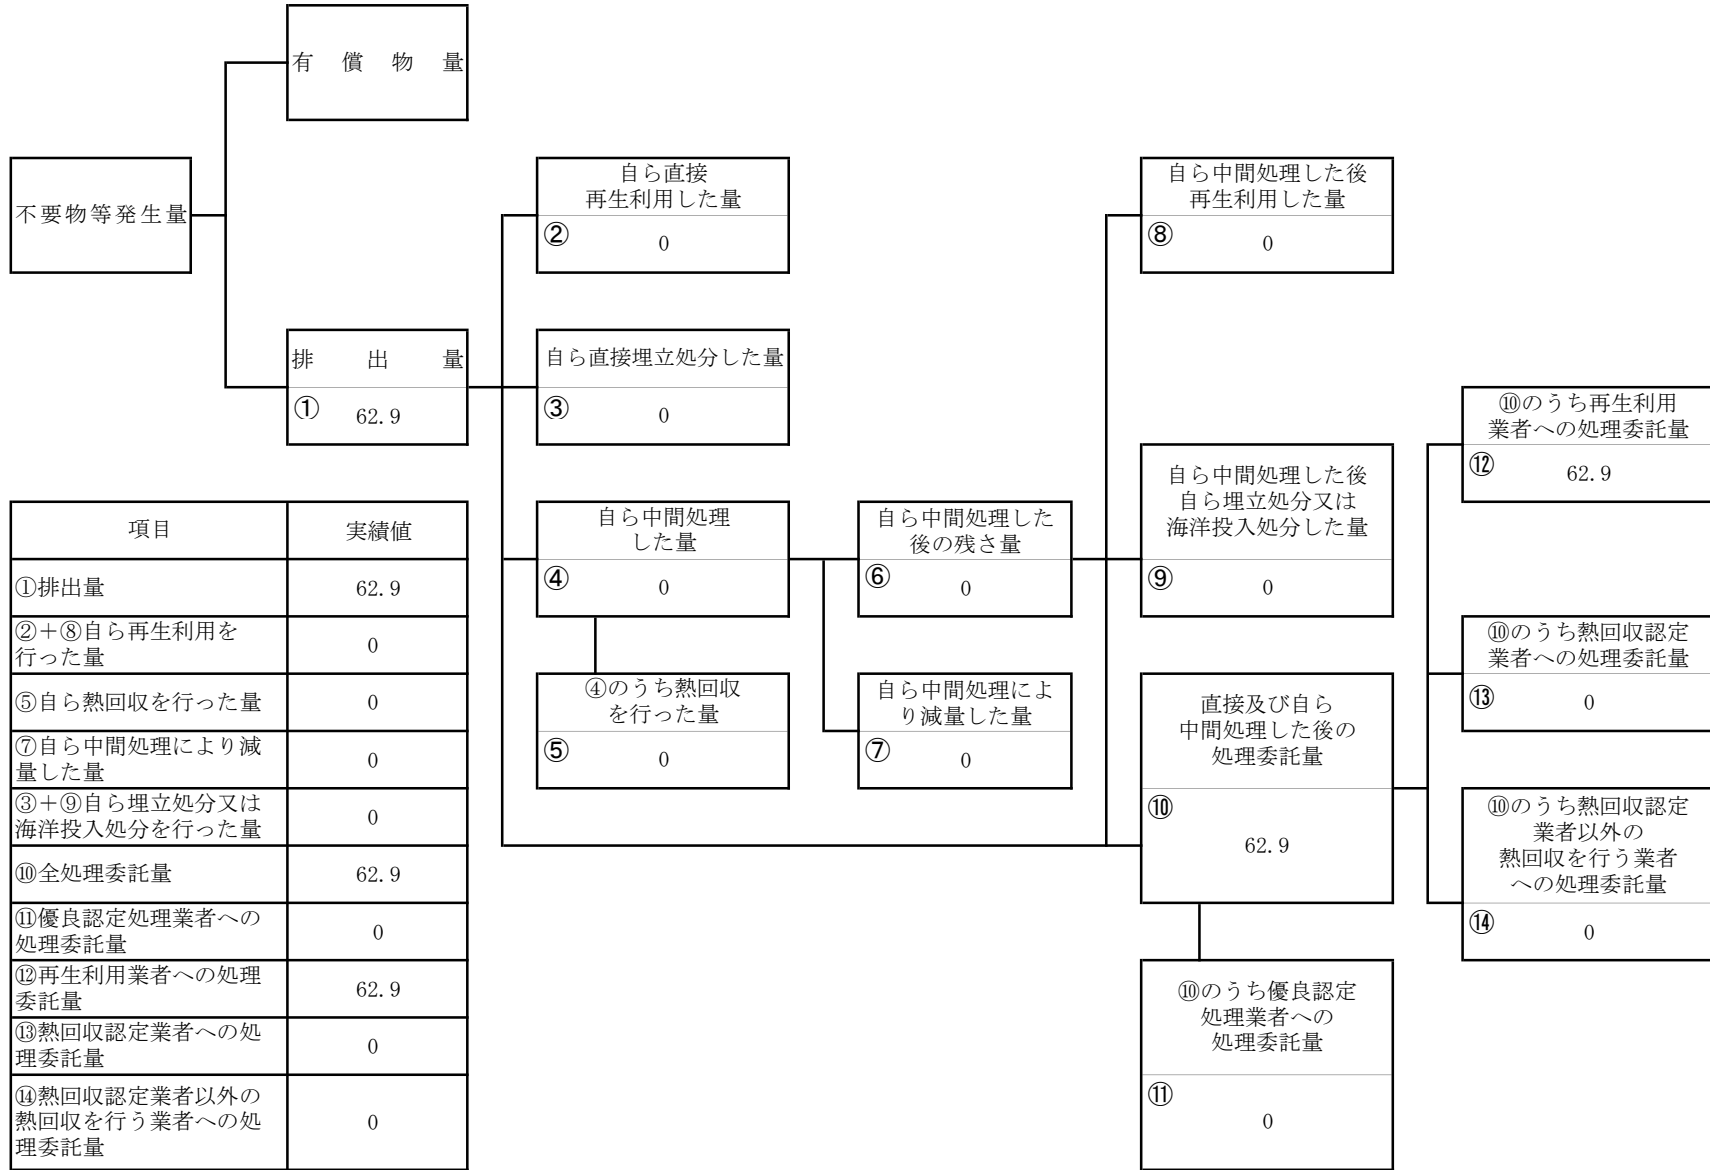 有償物量
不要物等発生量
自ら直接
再生利用した量
② 0
自ら中間処理した後
再生利用した量
⑧ 0
排出量
① 62.9
自ら直接埋立処分した量
③ 0
⑩のうち再生利用
業者への処理委託量
⑫ 62.9
自ら中間処理
した量
④ 0
自ら中間処理した
後の残さ量
⑥ 0
自ら中間処理した後
自ら埋立処分又は
海洋投入処分した量
⑨ 0
⑩のうち熱回収認定
業者への処理委託量
⑬ 0
④のうち熱回収
を行った量
⑤ 0
自ら中間処理によ
り減量した量
⑦ 0
直接及び自ら
中間処理した後の
処理委託量
⑩
62.9
⑩のうち熱回収認定
業者以外の
熱回収を行う業者
への処理委託量
⑭ 0
⑩のうち優良認定
処理業者への
処理委託量
⑪
0
項目 実績値
①排出量 62.9
②+⑧自ら再生利用を
行った量 0
⑤自ら熱回収を行った量 0
⑦自ら中間処理により減
量した量 0
③+⑨自ら埋立処分又は
海洋投入処分を行った量 0
⑩全処理委託量 62.9
⑪優良認定処理業者への
処理委託量 0
⑫再生利用業者への処理
委託量 62.9
⑬熱回収認定業者への処
理委託量 0
⑭熱回収認定業者以外の
熱回収を行う業者への処
理委託量 0